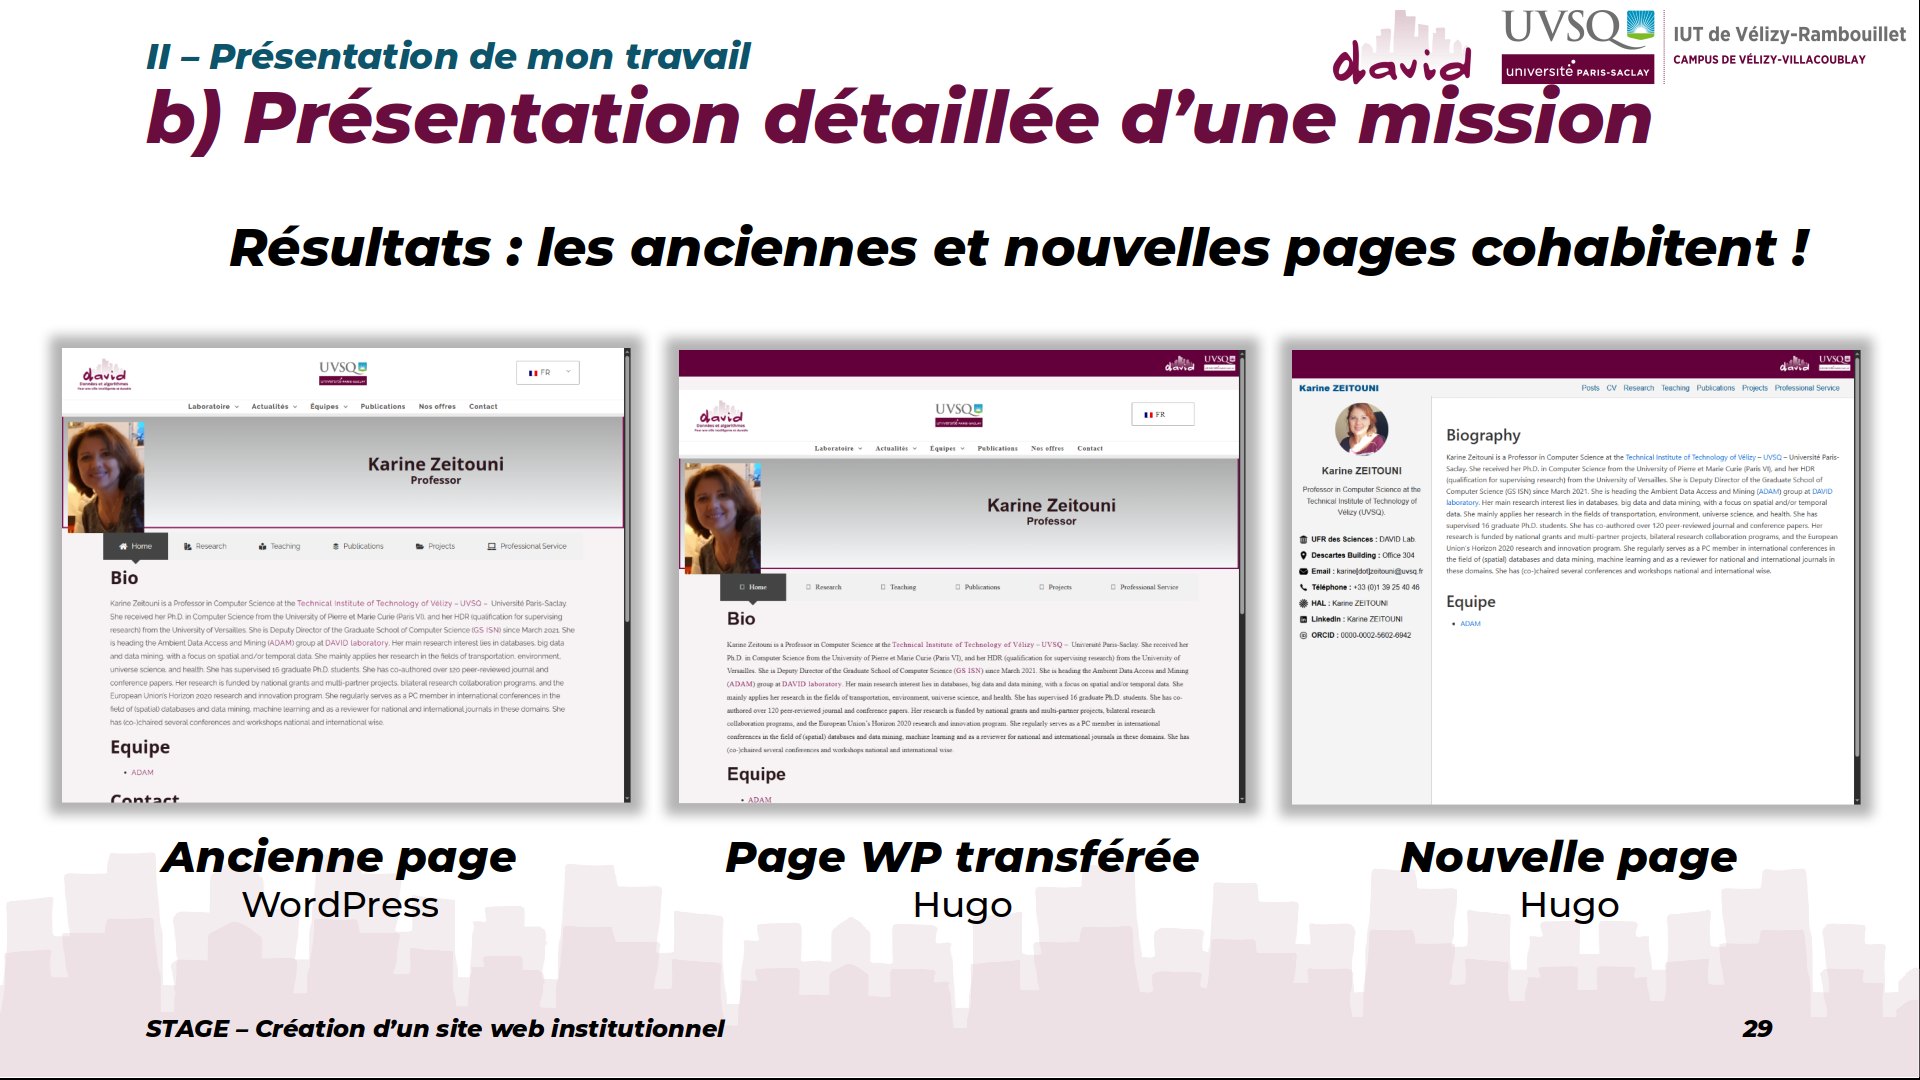 II – Présentation de mon travail
b) Présentation détaillée d’une mission
david
UVSQ
université PARIS-SACLAY
IUT de Vélizy-Rambouillet
CAMPUS DE VÉLIZY-VILLACOUBLAY
Résultats : les anciennes et nouvelles pages cohabitent !
david
Données et algorithmes
UVSQ
FR
Laboratoire
Actualités
Équipes
Publications
Nos offres
Contact
Karine Zeitouni
Professor
Home
Research
Teaching
Publications
Projects
Professional Service
Bio
Karine Zeitouni is a Professor in Computer Science at the Technical Institute of Technology of Vélizy – UVSQ – Université Paris-Saclay.
She received her Ph.D. in Computer Science from the University of Pierre et Marie Curie (Paris VI), and her HDR (qualification for supervising
research) from the University of Versailles. She is Deputy Director of the Graduate School of Computer Science (GS ISN) since March 2021. She
is heading the Ambient Data Access and Mining (ADAM) group at DAVID laboratory. Her main research interest lies in databases, big data
and data mining, with a focus on spatial and/or temporal data. She mainly applies her research in the fields of transportation, environment,
universe science, and health. She has supervised 16 graduate Ph.D. students. She has co-authored over 120 peer-reviewed journal and
conference papers. Her research is funded by national grants and multi-partner projects, bilateral research collaboration programs, and the
European Union's Horizon 2020 research and innovation program. She regularly serves as a PC member in international conferences in the
field of (spatial) databases and data mining, machine learning and as a reviewer for national and international journals in these domains. She
has (co-)chaired several conferences and workshops national and international wise.
Equipe
• ADAM
Contact
david
UVSQ
david
Données et algorithmes
UVSQ
FR
Laboratoire
Actualités
Equipes
Publications
Nos offres
Contact
Karine Zeitouni
Professor
Home
Research
Teaching
Publications
Projects
Professional Service
Bio
Karine Zeitouni is a Professor in Computer Science at the Technical Institute of Technology of Vélizy – UVSQ – Université Paris-Saclay. She received her
Ph.D. in Computer Science from the University of Pierre et Marie Curie (Paris VI), and her HDR (qualification for supervising research) from the University of
Versailles. She is Deputy Director of the Graduate School of Computer Science (GS ISN) since March 2021. She is heading the Ambient Data Access and Mining
(ADAM) group at DAVID laboratory. Her main research interest lies in databases, big data and data mining, with a focus on spatial and/or temporal data. She
mainly applies her research in the fields of transportation, environment, universe science, and health. She has supervised 16 graduate Ph.D. students. She has co-
authored over 120 peer-reviewed journal and conference papers. Her research is funded by national grants and multi-partner projects, bilateral research
collaboration programs, and the European Union's Horizon 2020 research and innovation program. She regularly serves as a PC member in international
conferences in the field of (spatial) databases and data mining, machine learning and as a reviewer for national and international journals in these domains. She has
(co-)chaired several conferences and workshops national and international wise.
Equipe
• ADAM
david
UVSQ
Karine ZEITOUNI
Posts
CV
Research
Teaching
Publications
Projects
Professional Service
Karine ZEITOUNI
Professor in Computer Science at the
Technical Institute of Technology of
Vélizy (UVSQ).
UFR des Sciences : DAVID Lab.
Descartes Building : Office 304
Email : karine[dot]zeitouni@uvsq.fr
Téléphone : +33 (0)1 39 25 40 46
HAL : Karine ZEITOUNI
Linkedin : Karine ZEITOUNI
ORCID : 0000-0002-5602-6942
Biography
Karine Zeitouni is a Professor in Computer Science at the Technical Institute of Technology of Vélizy – UVSQ – Université Paris-
Saclay. She received her Ph.D. in Computer Science from the University of Pierre et Marie Curie (Paris VI), and her HDR
(qualification for supervising research) from the University of Versailles. She is Deputy Director of the Graduate School of
Computer Science (GS ISN) since March 2021. She is heading the Ambient Data Access and Mining (ADAM) group at DAVID
laboratory. Her main research interest lies in databases, big data and data mining, with a focus on spatial and/or temporal
data. She mainly applies her research in the fields of transportation, environment, universe science, and health. She has
supervised 16 graduate Ph.D. students. She has co-authored over 120 peer-reviewed journal and conference papers. Her
research is funded by national grants and multi-partner projects, bilateral research collaboration programs, and the European
Union's Horizon 2020 research and innovation program. She regularly serves as a PC member in international conferences in
the field of (spatial) databases and data mining, machine learning and as a reviewer for national and international journals in
these domains. She has (co-)chaired several conferences and workshops national and international wise.
Equipe
• ADAM
Ancienne page
WordPress
Page WP transférée
Hugo
Nouvelle page
Hugo
STAGE – Création d’un site web institutionnel
29